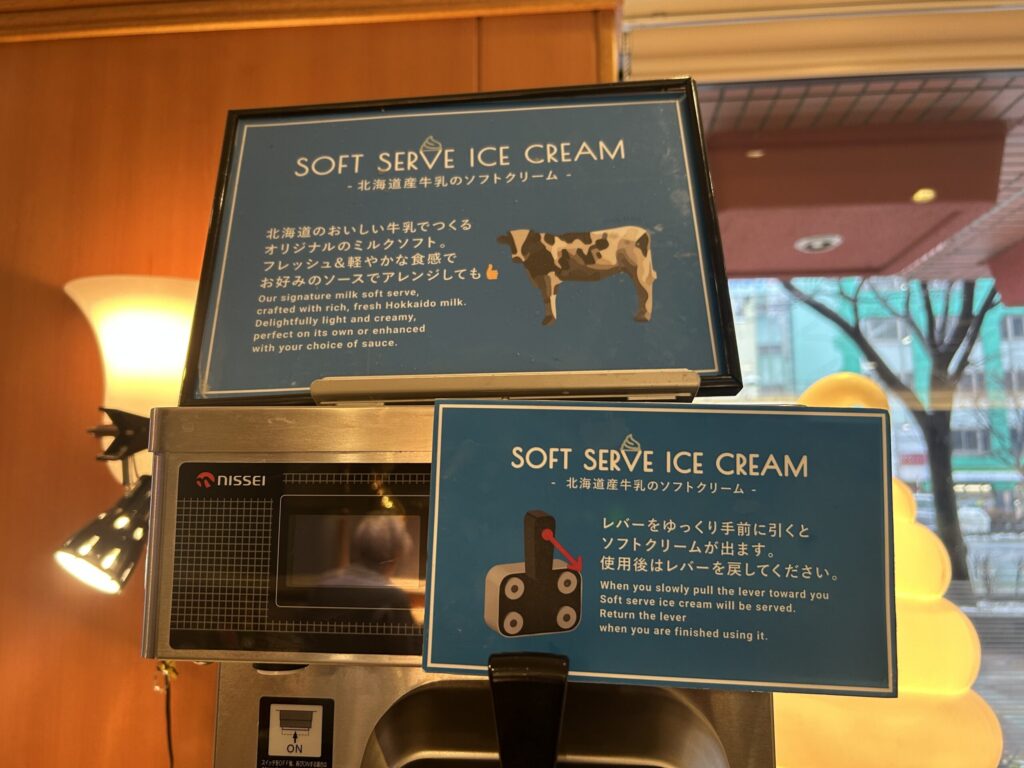 SOFT SERVE ICE CREAM
- 北海道産牛乳のソフトクリーム -
北海道のおいしい牛乳でつくる
オリジナルのミルクソフト。
フレッシュ&軽やかな食感で
お好みのソースでアレンジしても👍
Our signature milk soft serve,
crafted with rich, fresh Hokkaido milk.
Delightfully light and creamy,
perfect on its own or enhanced
with your choice of sauce.
SOFT SERVE ICE CREAM
- 北海道産牛乳のソフトクリーム -
レバーをゆっくり手前に引くと
ソフトクリームが出ます。
使用後はレバーを戻してください。
When you slowly pull the lever toward you
Soft serve ice cream will be served.
Return the lever
when you are finished using it.
NISSEI
ON